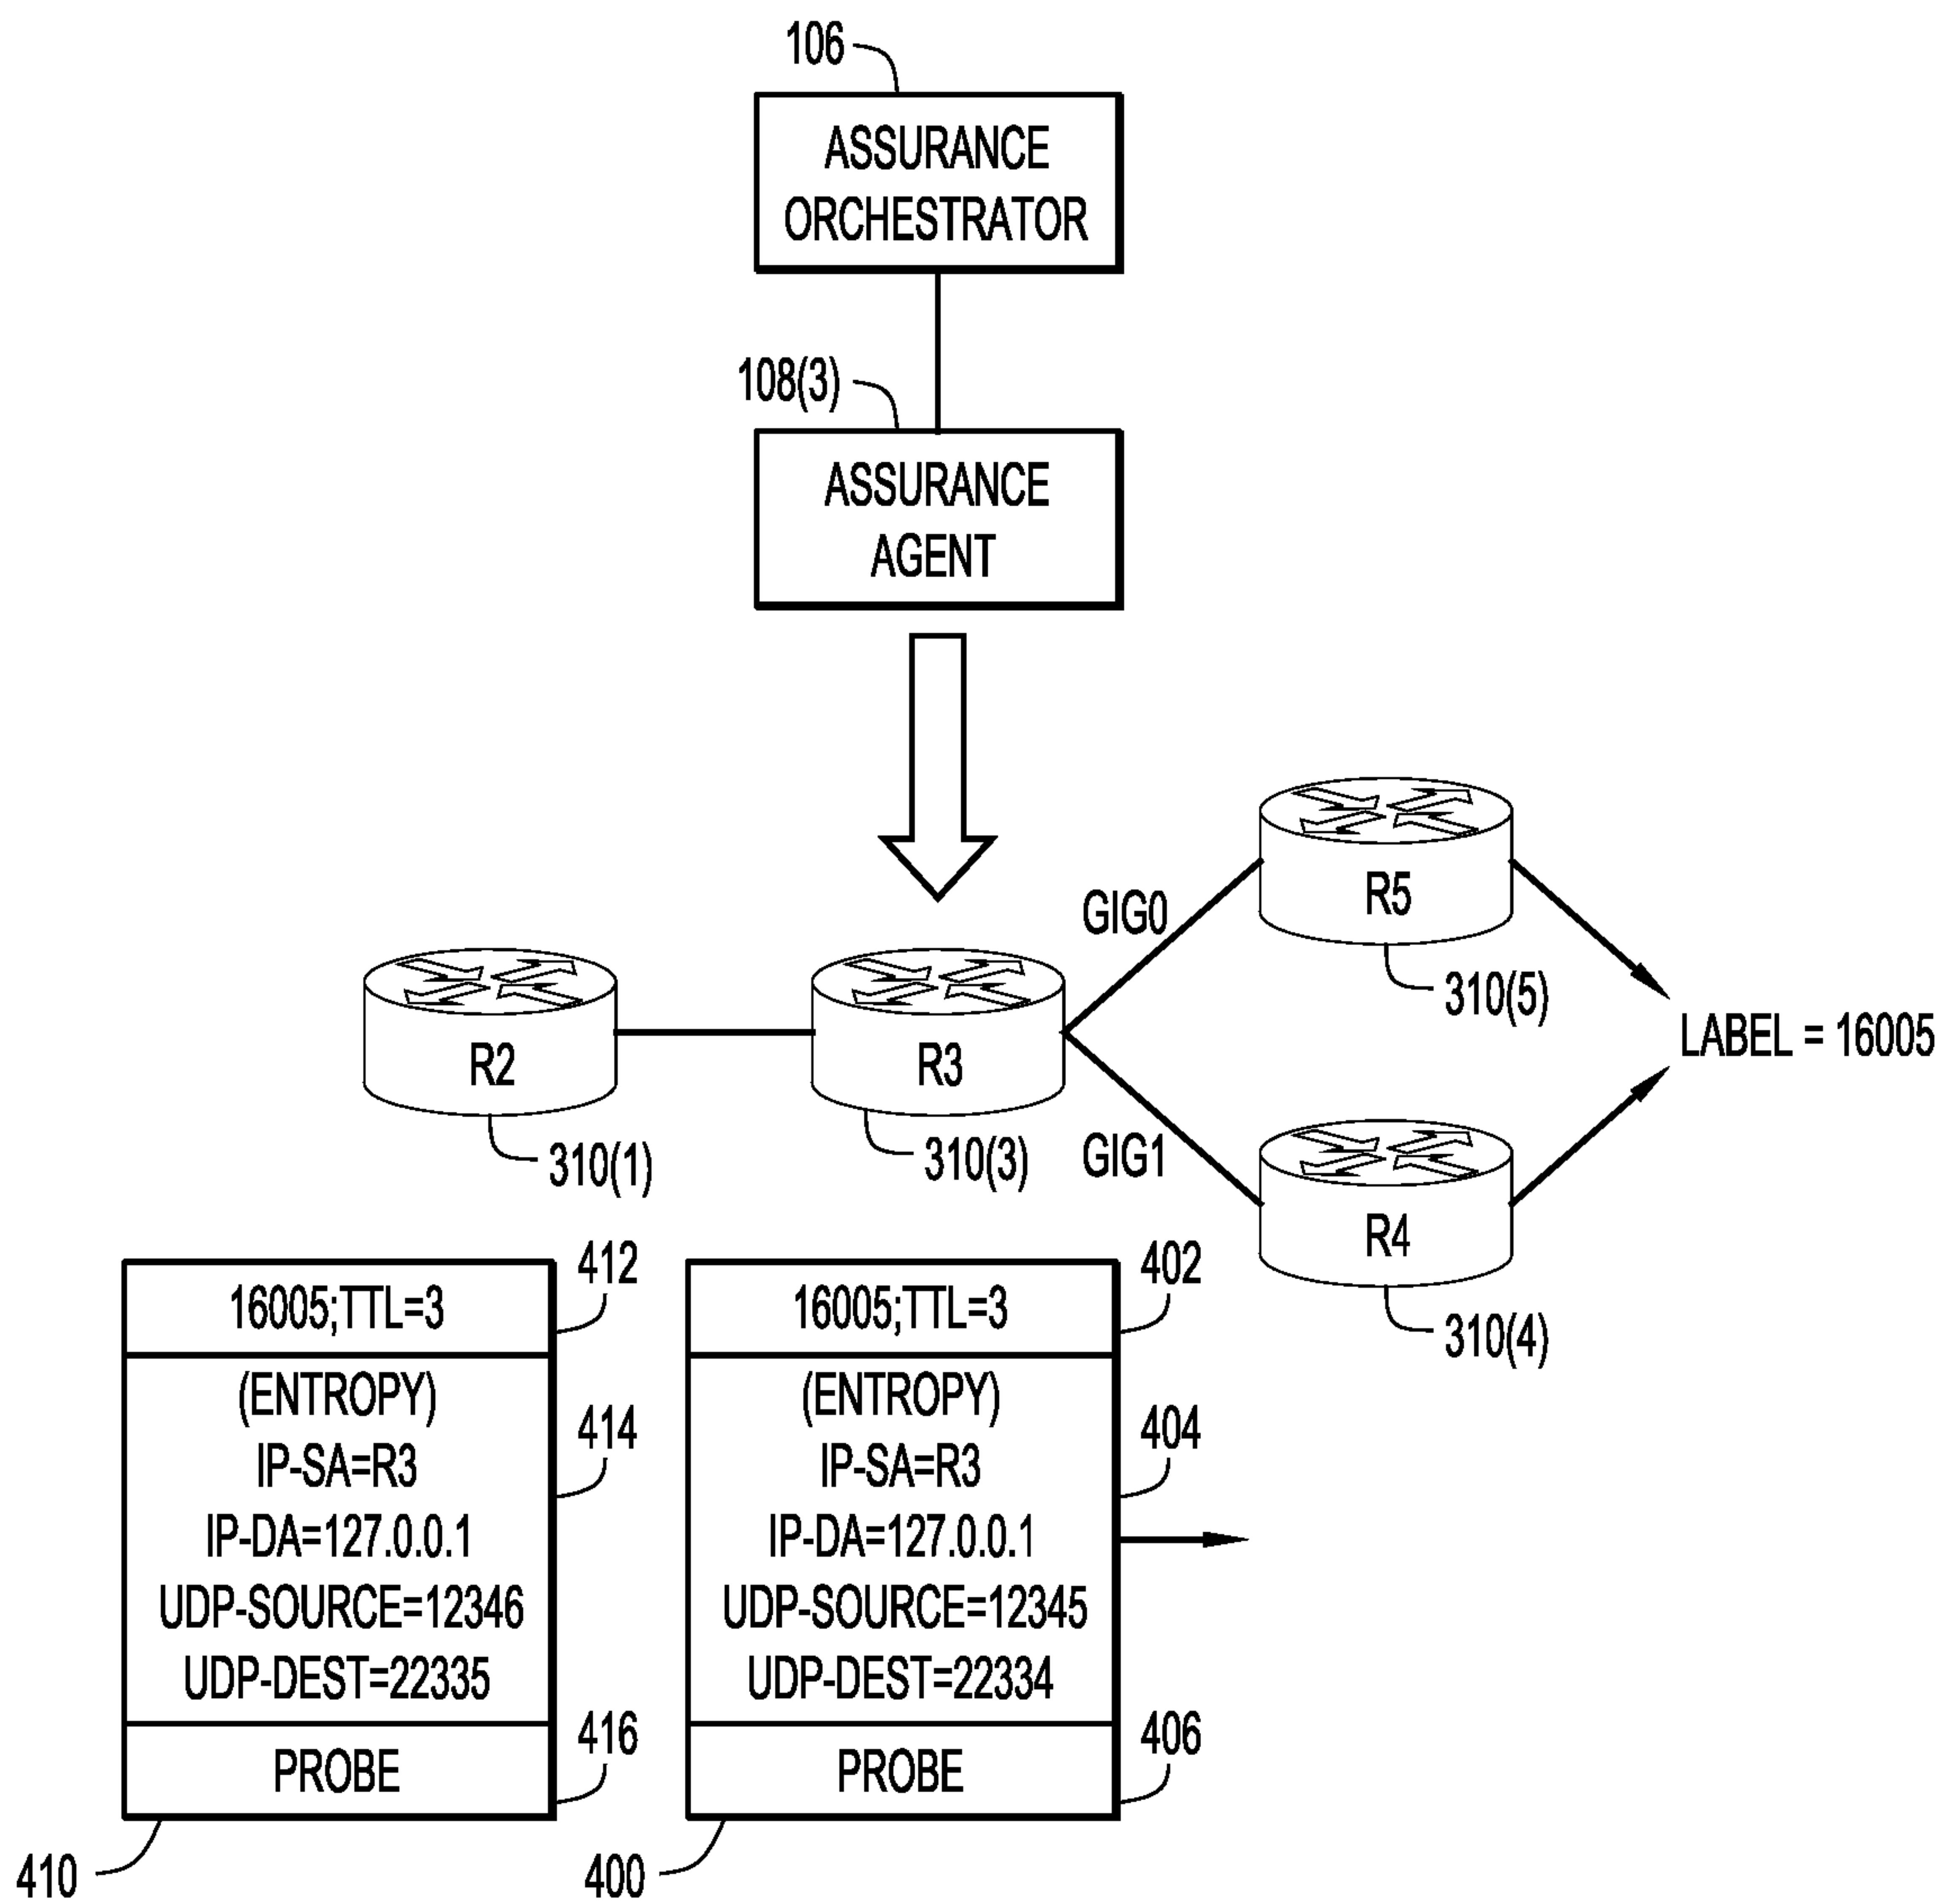 106
ASSURANCE
ORCHESTRATOR
108(3)
ASSURANCE
AGENT
R5
GIG0
310(5)
R2
R3
LABEL = 16005
310(1)
310(3)
GIG1
R4
310(4)
412
16005;TTL=3
(ENTROPY)
414
IP-SA=R3
IP-DA=127.0.0.1
UDP-SOURCE=12346
UDP-DEST=22335
416
PROBE
410
402
16005;TTL=3
(ENTROPY)
404
IP-SA=R3
IP-DA=127.0.0.1
UDP-SOURCE=12345
UDP-DEST=22334
406
PROBE
400